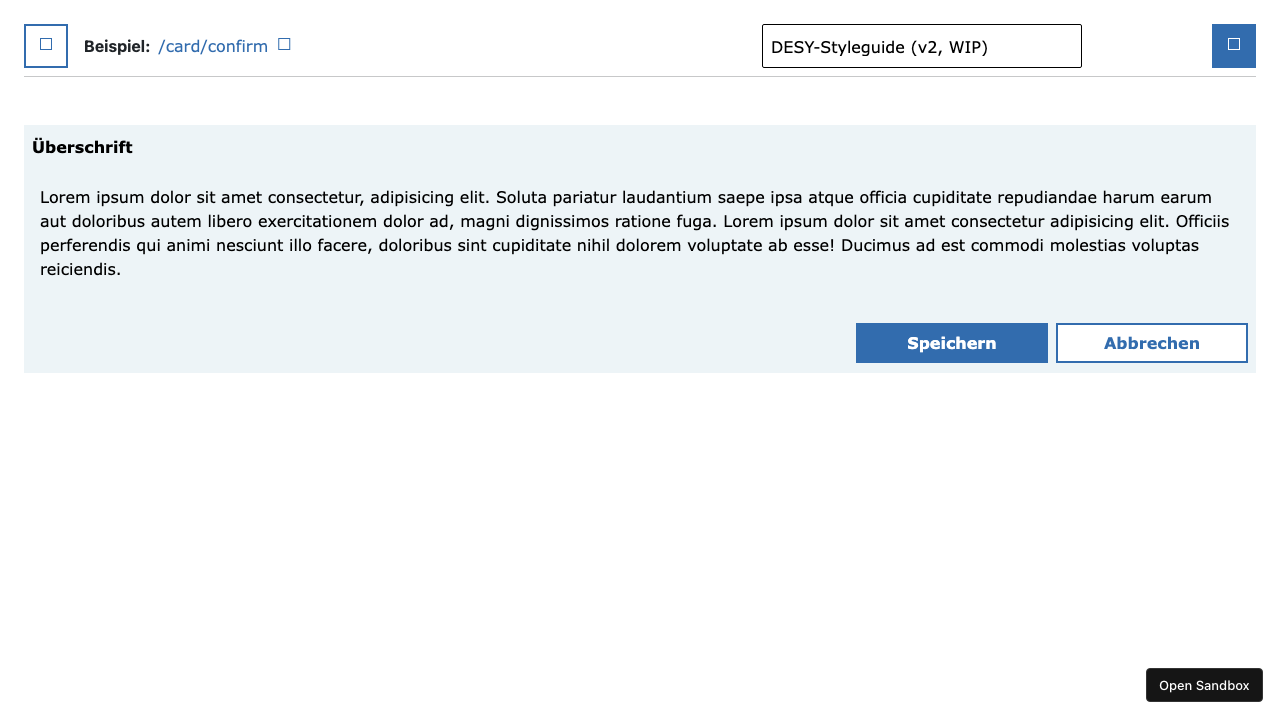 Beispiel: /card/confirm
DESY-Styleguide (v2, WIP)
Überschrift
Lorem ipsum dolor sit amet consectetur, adipisicing elit. Soluta pariatur laudantium saepe ipsa atque officia cupiditate repudiandae harum earum
aut doloribus autem libero exercitationem dolor ad, magni dignissimos ratione fuga. Lorem ipsum dolor sit amet consectetur adipisicing elit. Officiis
perferendis qui animi nesciunt illo facere, doloribus sint cupiditate nihil dolorem voluptate ab esse! Ducimus ad est commodi molestias voluptas
reiciendis.
Speichern
Abbrechen
Open Sandbox